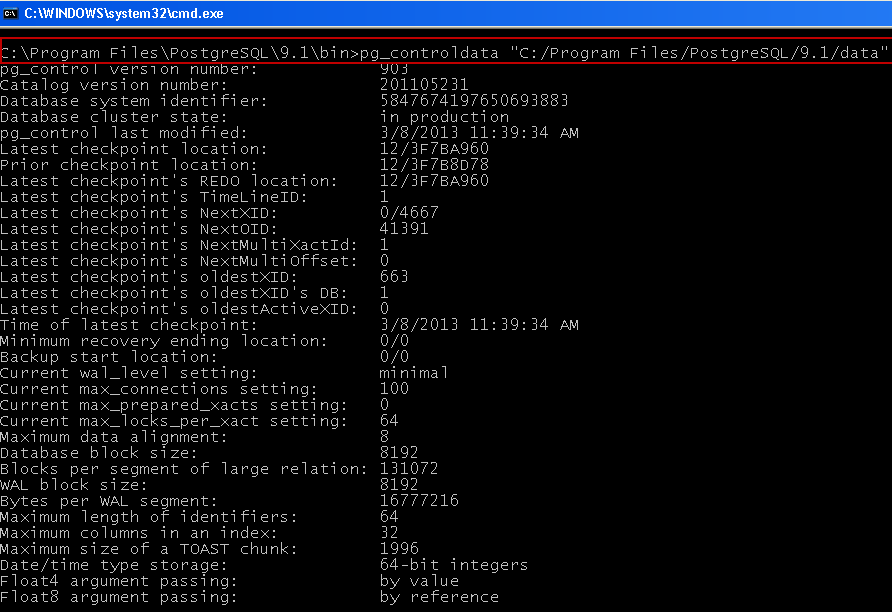 C:\WINDOWS\system32\cmd.exe
C:\Program Files\PostgreSQL\9.1\bin>pg_controldata "C:/Program Files/PostgreSQL/9.1/data"
pg_control version number: 903
Catalog version number: 201105231
Database system identifier: 5847674197650693883
Database cluster state: in production
pg_control last modified: 3/8/2013 11:39:34 AM
Latest checkpoint location: 12/3F7BA960
Prior checkpoint location: 12/3F7B8D78
Latest checkpoint's REDO location: 12/3F7BA960
Latest checkpoint's TimeLineID: 1
Latest checkpoint's NextXID: 0/4667
Latest checkpoint's NextOID: 41391
Latest checkpoint's NextMultiXactId: 1
Latest checkpoint's NextMultiOffset: 0
Latest checkpoint's oldestXID: 663
Latest checkpoint's oldestXID's DB: 1
Latest checkpoint's oldestActiveXID: 0
Time of latest checkpoint: 3/8/2013 11:39:34 AM
Minimum recovery ending location: 0/0
Backup start location: 0/0
Current wal_level setting: minimal
Current max_connections setting: 100
Current max_prepared_xacts setting: 0
Current max_locks_per_xact setting: 64
Maximum data alignment: 8
Database block size: 8192
Blocks per segment of large relation: 131072
WAL block size: 8192
Bytes per WAL segment: 16777216
Maximum length of identifiers: 64
Maximum columns in an index: 32
Maximum size of a TOAST chunk: 1996
Date/time type storage: 64-bit integers
Float4 argument passing: by value
Float8 argument passing: by reference